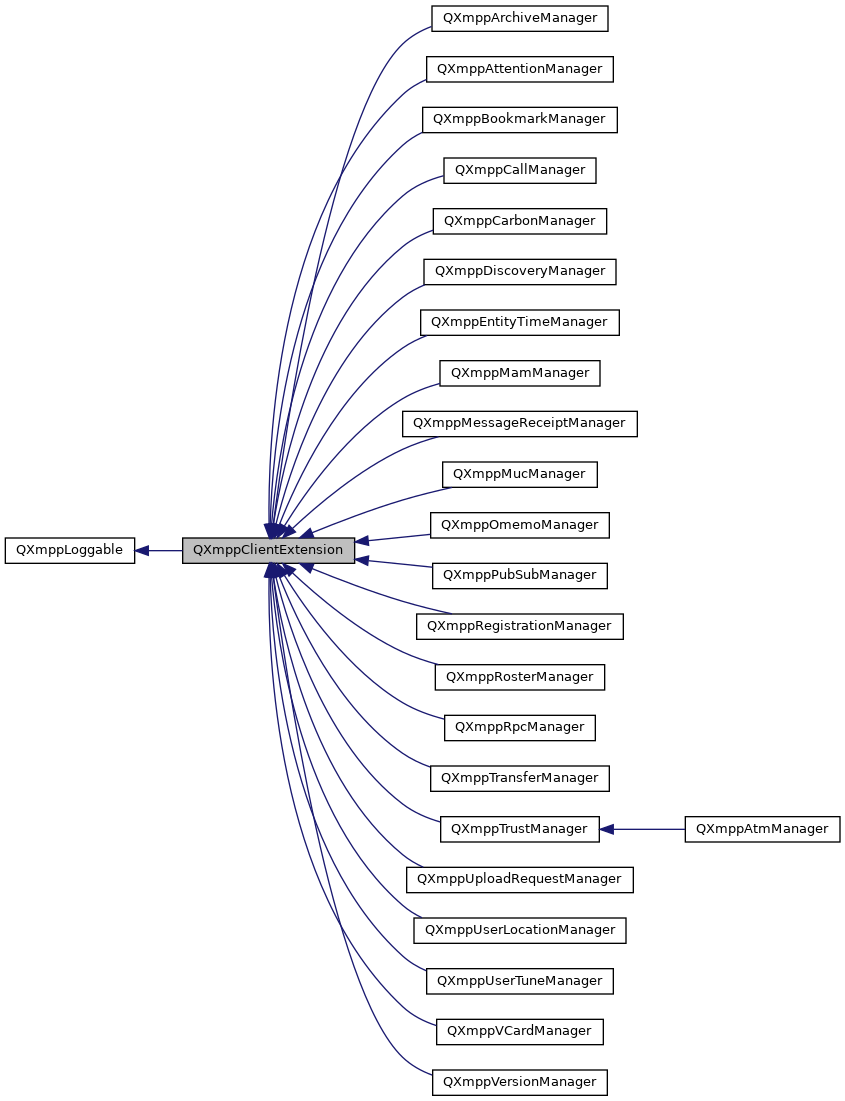 QXmppArchiveManager
QXmppAttentionManager
QXmppBookmarkManager
QXmppCallManager
QXmppCarbonManager
QXmppDiscoveryManager
QXmppEntityTimeManager
QXmppMamManager
QXmppMessageReceiptManager
QXmppMucManager
QXmppOmemoManager
QXmppLoggable
QXmppClientExtension
QXmppPubSubManager
QXmppRegistrationManager
QXmppRosterManager
QXmppRpcManager
QXmppTransferManager
QXmppTrustManager
QXmppAtmManager
QXmppUploadRequestManager
QXmppUserLocationManager
QXmppUserTuneManager
QXmppVCardManager
QXmppVersionManager